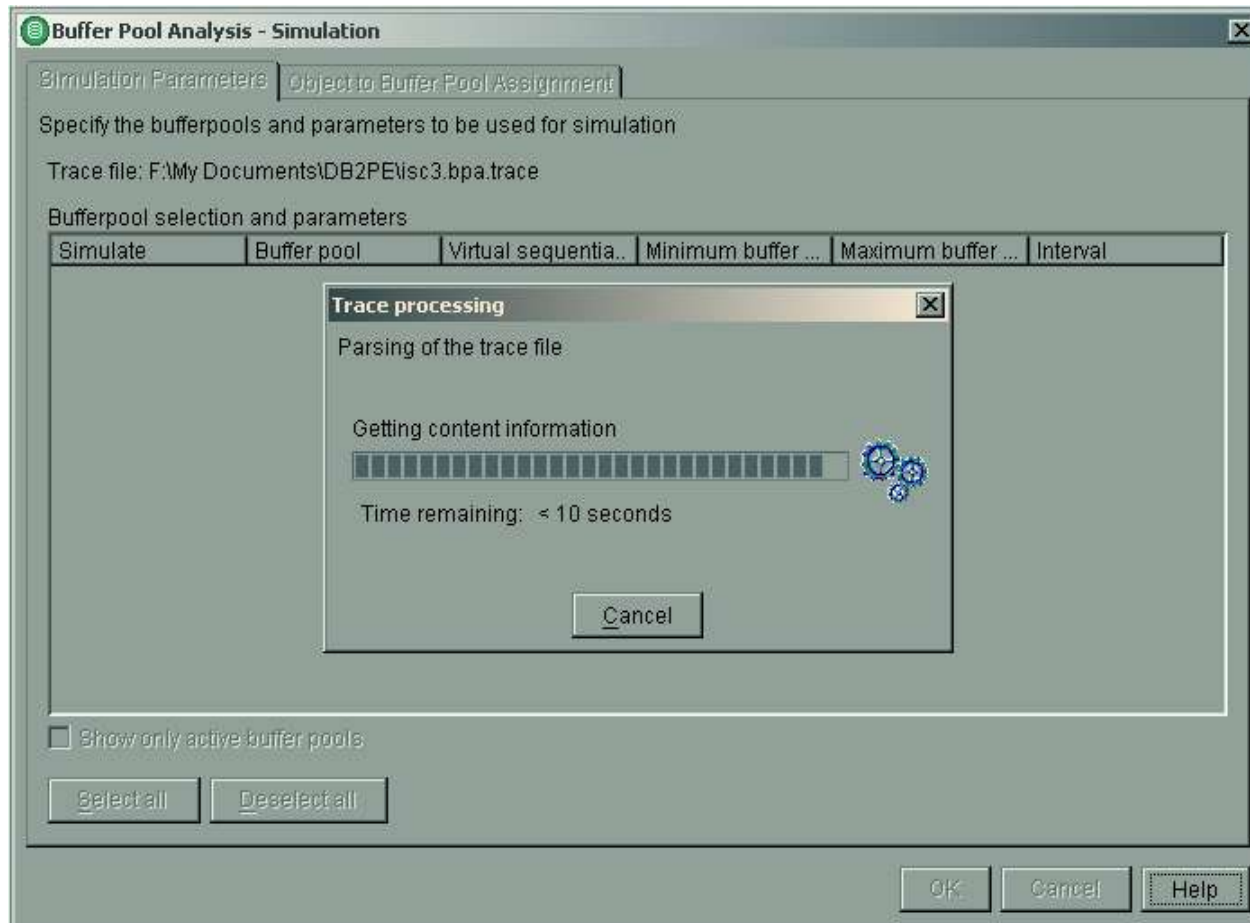 Buffer Pool Analysis - Simulation
Simulation Parameters Object to Buffer Pool Assignment
Specify the bufferpools and parameters to be used for simulation
Trace file: F:\My Documents\DB2PE\isc3.bpa.trace
Bufferpool selection and parameters
Simulate Buffer pool Virtual sequentia.. Minimum buffer ... Maximum buffer ... Interval
Trace processing
Parsing of the trace file
Getting content information
Time remaining: < 10 seconds
Cancel
Show only active buffer pools
Select all Deselect all
OK Cancel Help